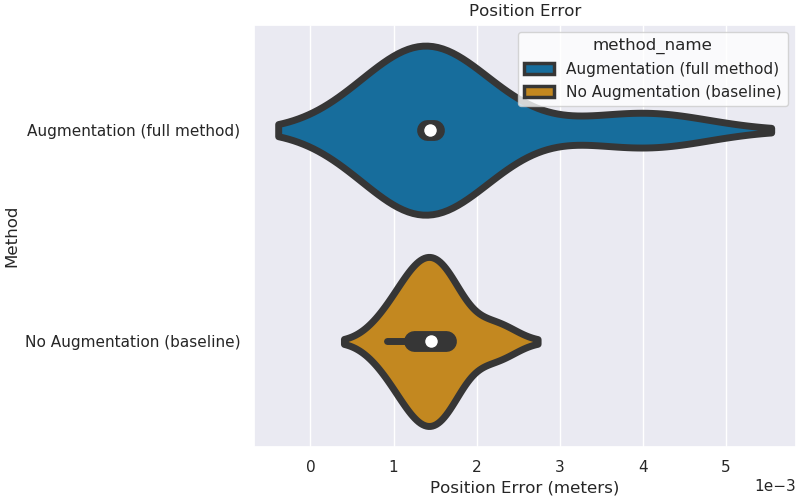 Position Error
method_name
Augmentation (full method)
No Augmentation (baseline)
Augmentation (full method)
No Augmentation (baseline)
Method
0 1 2 3 4 5
1e−3
Position Error (meters)